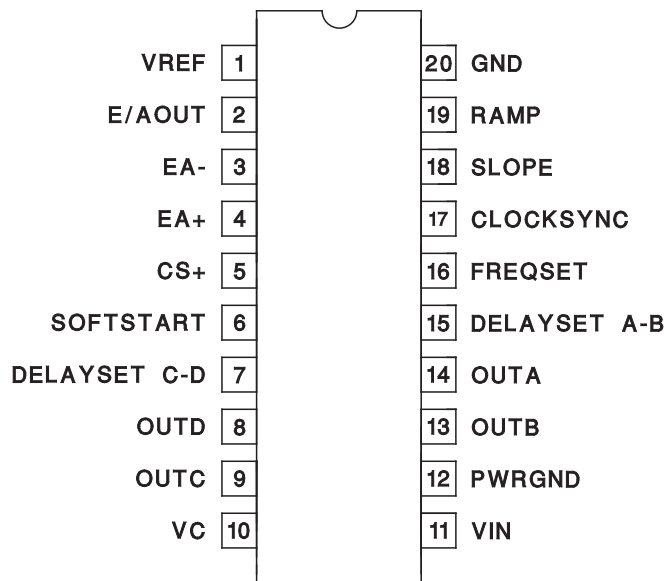 VREF 1 20 GND
E/AOUT 2 19 RAMP
EA- 3 18 SLOPE
EA+ 4 17 CLOCKSYNC
CS+ 5 16 FREQSET
SOFTSTART 6 15 DELAYSET A-B
DELAYSET C-D 7 14 OUTA
OUTD 8 13 OUTB
OUTC 9 12 PWRGND
VC 10 11 VIN